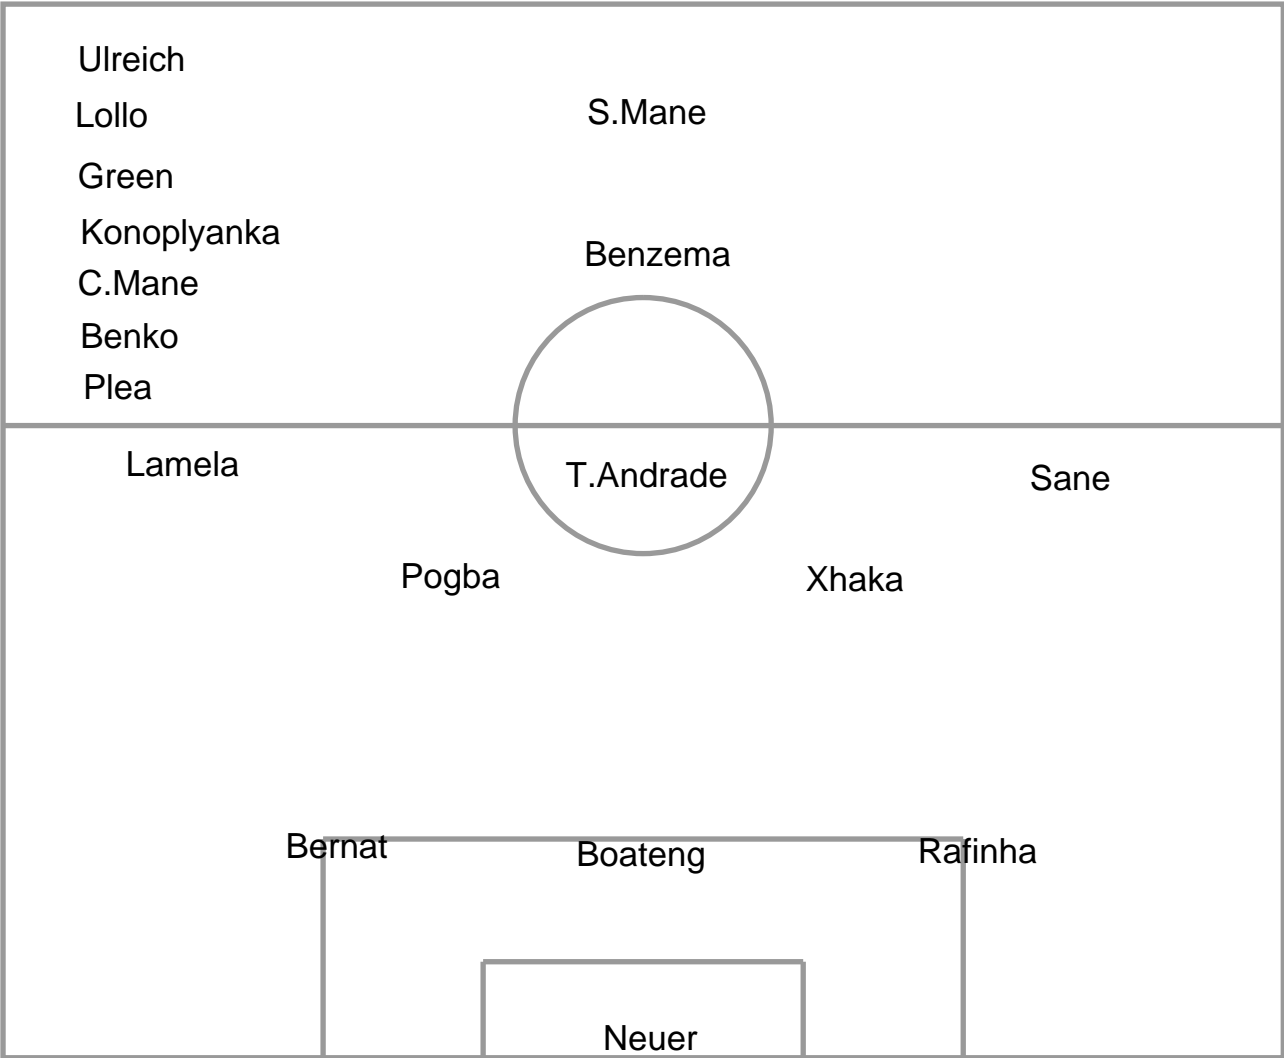 Ulreich
Lollo
S.Mane
Green
Konoplyanka
Benzema
C.Mane
Benko
Plea
Lamela
T.Andrade
Sane
Pogba
Xhaka
Bernat
Boateng
Rafinha
Neuer